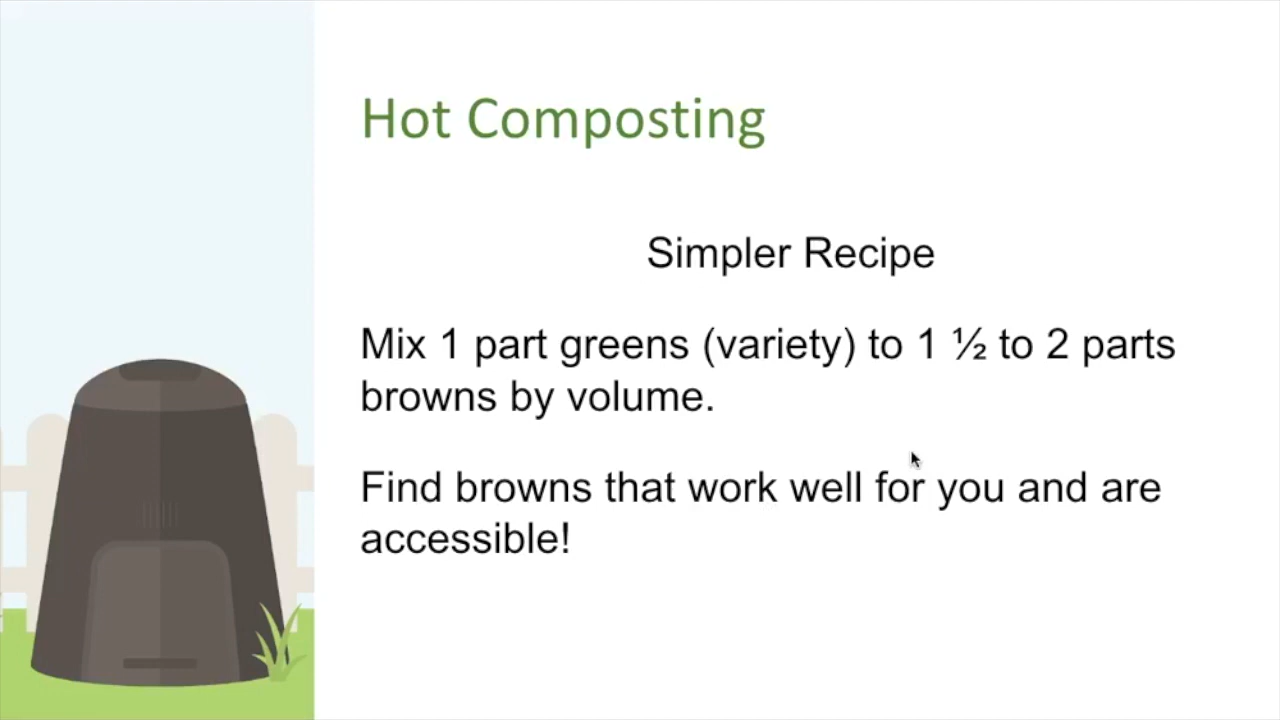 Hot Composting
Simpler Recipe
Mix 1 part greens (variety) to 1 ½ to 2 parts
browns by volume.
Find browns that work well for you and are
accessible!